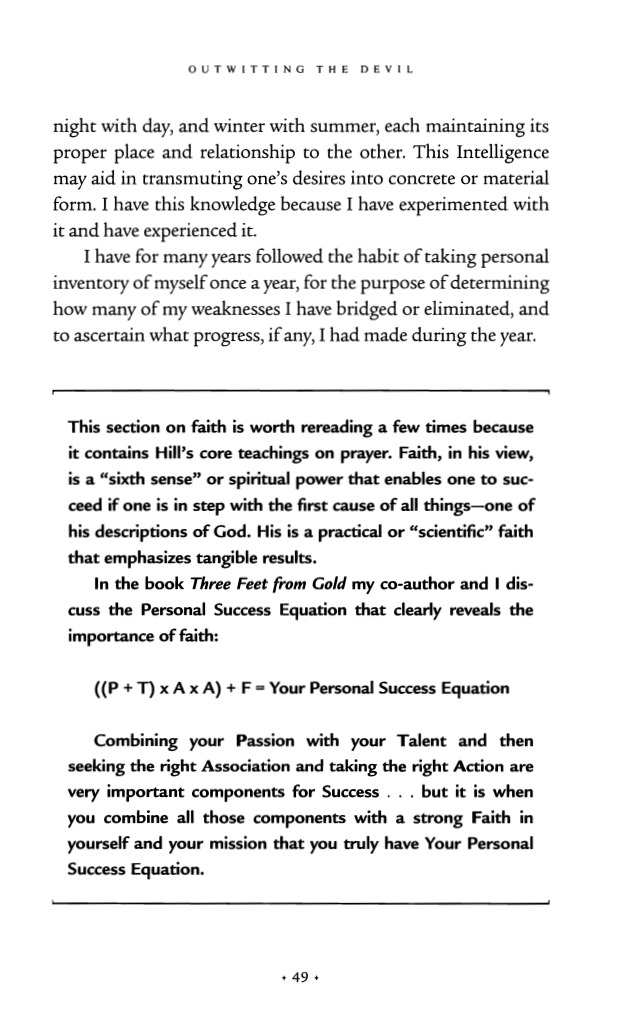 OUTWITTING THE DEVIL
night with day, and winter with summer, each maintaining its
proper place and relationship to the other. This Intelligence
may aid in transmuting one's desires into concrete or material
form. I have this knowledge because I have experimented with
it and have experienced it.
I have for many years followed the habit of taking personal
inventory of myself once a year, for the purpose of determining
how many of my weaknesses I have bridged or eliminated, and
to ascertain what progress, if any, I had made during the year.
This section on faith is worth rereading a few times because
it contains Hill's core teachings on prayer. Faith, in his view,
is a “sixth sense” or spiritual power that enables one to suc-
ceed if one is in step with the first cause of all things—one of
his descriptions of God. His is a practical or “scientific” faith
that emphasizes tangible results.
In the book Three Feet from Gold my co-author and I dis-
cuss the Personal Success Equation that clearly reveals the
importance of faith:
((P + T) x A x A) + F = Your Personal Success Equation
Combining your Passion with your Talent and then
seeking the right Association and taking the right Action are
very important components for Success . . . but it is when
you combine all those components with a strong Faith in
yourself and your mission that you truly have Your Personal
Success Equation.
• 49 •